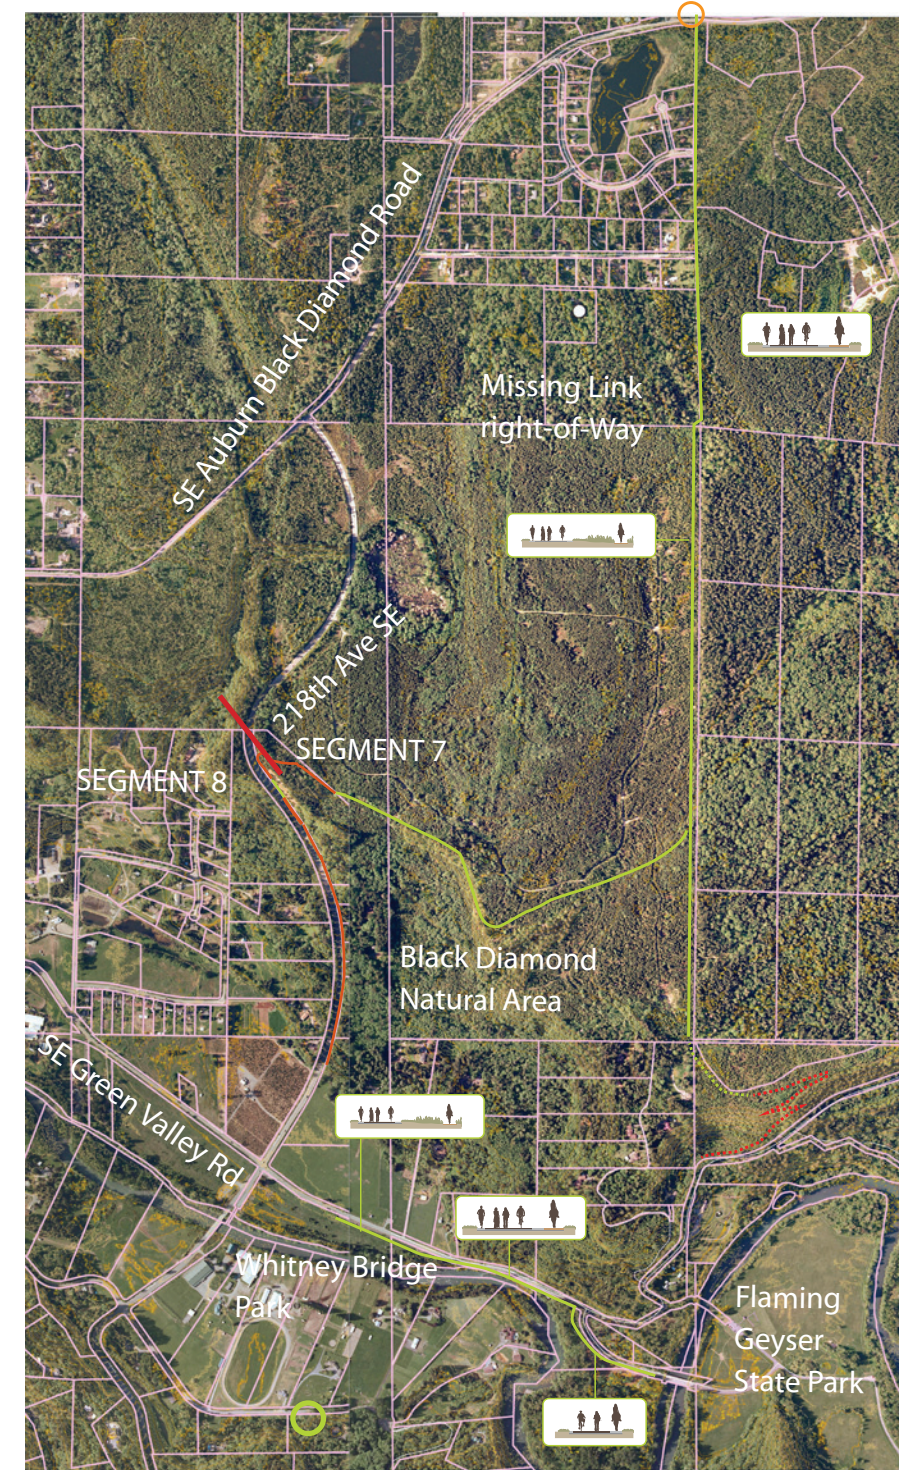 SE Auburn Black Diamond Road
Missing Link
right-of-Way
218th Ave SE
SEGMENT 7
SEGMENT 8
Black Diamond
Natural Area
SE Green Valley Rd
Whitney Bridge
Park
Flaming
Geyser
State Park